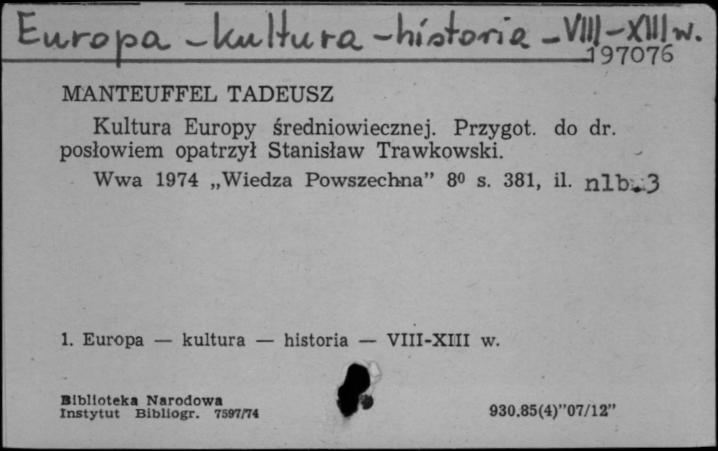 Europa - kultura - historia - VIII-XIII w.
197076
MANTEUFFEL TADEUSZ
Kultura Europy średniowiecznej. Przygot. do dr.
posłowiem opatrzył Stanisław Trawkowski.
Wwa 1974 „Wiedza Powszechna” 8⁰ s. 381, il. nlb. 3
1. Europa — kultura — historia — VIII-XIII w.
Biblioteka Narodowa
Instytut Bibliogr. 7597/74
930.85(4)”07/12”